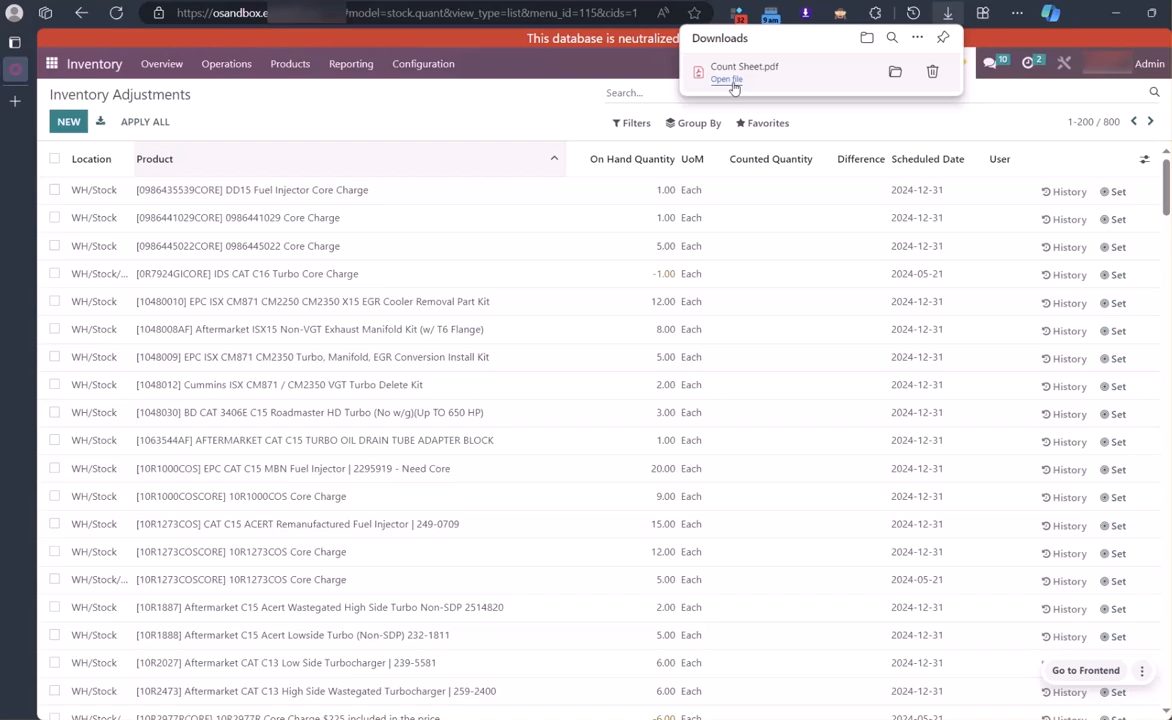 https://osandbox.e
/model=stock.quant&view_type=list&menu_id=115&cids=1
32
9am
This database is neutralized
Downloads
Count Sheet.pdf
Open file
Inventory
Overview
Operations
Products
Reporting
Configuration
10
2
Admin
Inventory Adjustments
Search...
NEW
APPLY ALL
Filters
Group By
Favorites
1-200 / 800
Location Product On Hand Quantity UoM Counted Quantity Difference Scheduled Date User
WH/Stock [0986435539CORE] DD15 Fuel Injector Core Charge 1.00 Each 2024-12-31 History Set
WH/Stock [0986441029CORE] 0986441029 Core Charge 1.00 Each 2024-12-31 History Set
WH/Stock [0986445022CORE] 0986445022 Core Charge 5.00 Each 2024-12-31 History Set
WH/Stock/... [0R7924GICORE] IDS CAT C16 Turbo Core Charge -1.00 Each 2024-05-21 History Set
WH/Stock [10480010] EPC ISX CM871 CM2250 CM2350 X15 EGR Cooler Removal Part Kit 12.00 Each 2024-12-31 History Set
WH/Stock [1048008AF] Aftermarket ISX15 Non-VGT Exhaust Manifold Kit (w/ T6 Flange) 8.00 Each 2024-12-31 History Set
WH/Stock [1048009] EPC ISX CM871 CM2350 Turbo, Manifold, EGR Conversion Install Kit 5.00 Each 2024-12-31 History Set
WH/Stock [1048012] Cummins ISX CM871 / CM2350 VGT Turbo Delete Kit 2.00 Each 2024-12-31 History Set
WH/Stock [1048030] BD CAT 3406E C15 Roadmaster HD Turbo (No w/g)(Up TO 650 HP) 3.00 Each 2024-12-31 History Set
WH/Stock [1063544AF] AFTERMARKET CAT C15 TURBO OIL DRAIN TUBE ADAPTER BLOCK 1.00 Each 2024-12-31 History Set
WH/Stock [10R1000COS] EPC CAT C15 MBN Fuel Injector | 2295919 - Need Core 20.00 Each 2024-12-31 History Set
WH/Stock [10R1000COSCORE] 10R1000COS Core Charge 9.00 Each 2024-12-31 History Set
WH/Stock [10R1273COS] CAT C15 ACERT Remanufactured Fuel Injector | 249-0709 15.00 Each 2024-12-31 History Set
WH/Stock [10R1273COSCORE] 10R1273COS Core Charge 12.00 Each 2024-12-31 History Set
WH/Stock/... [10R1273COSCORE] 10R1273COS Core Charge 5.00 Each 2024-05-21 History Set
WH/Stock [10R1887] Aftermarket C15 Acert Wastegated High Side Turbo Non-SDP 2514820 2.00 Each 2024-12-31 History Set
WH/Stock [10R1888] Aftermarket C15 Acert Lowside Turbo (Non-SDP) 232-1811 5.00 Each 2024-12-31 History Set
WH/Stock [10R2027] Aftermarket CAT C13 Low Side Turbocharger | 239-5581 6.00 Each 2024-12-31
Go to Frontend
WH/Stock [10R2473] Aftermarket CAT C13 High Side Wastegated Turbocharger | 259-2400 6.00 Each 2024-12-31 History Set
WH/Stock [10R2977RCORE] 10R2977R Core Charge $225 included in the price -6.00 Each 2024-12-31